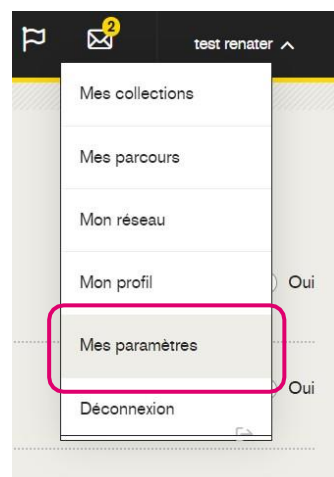 2
test renater
Mes collections
Mes parcours
Mon réseau
Mon profil
Oui
Mes paramètres
Oui
Déconnexion